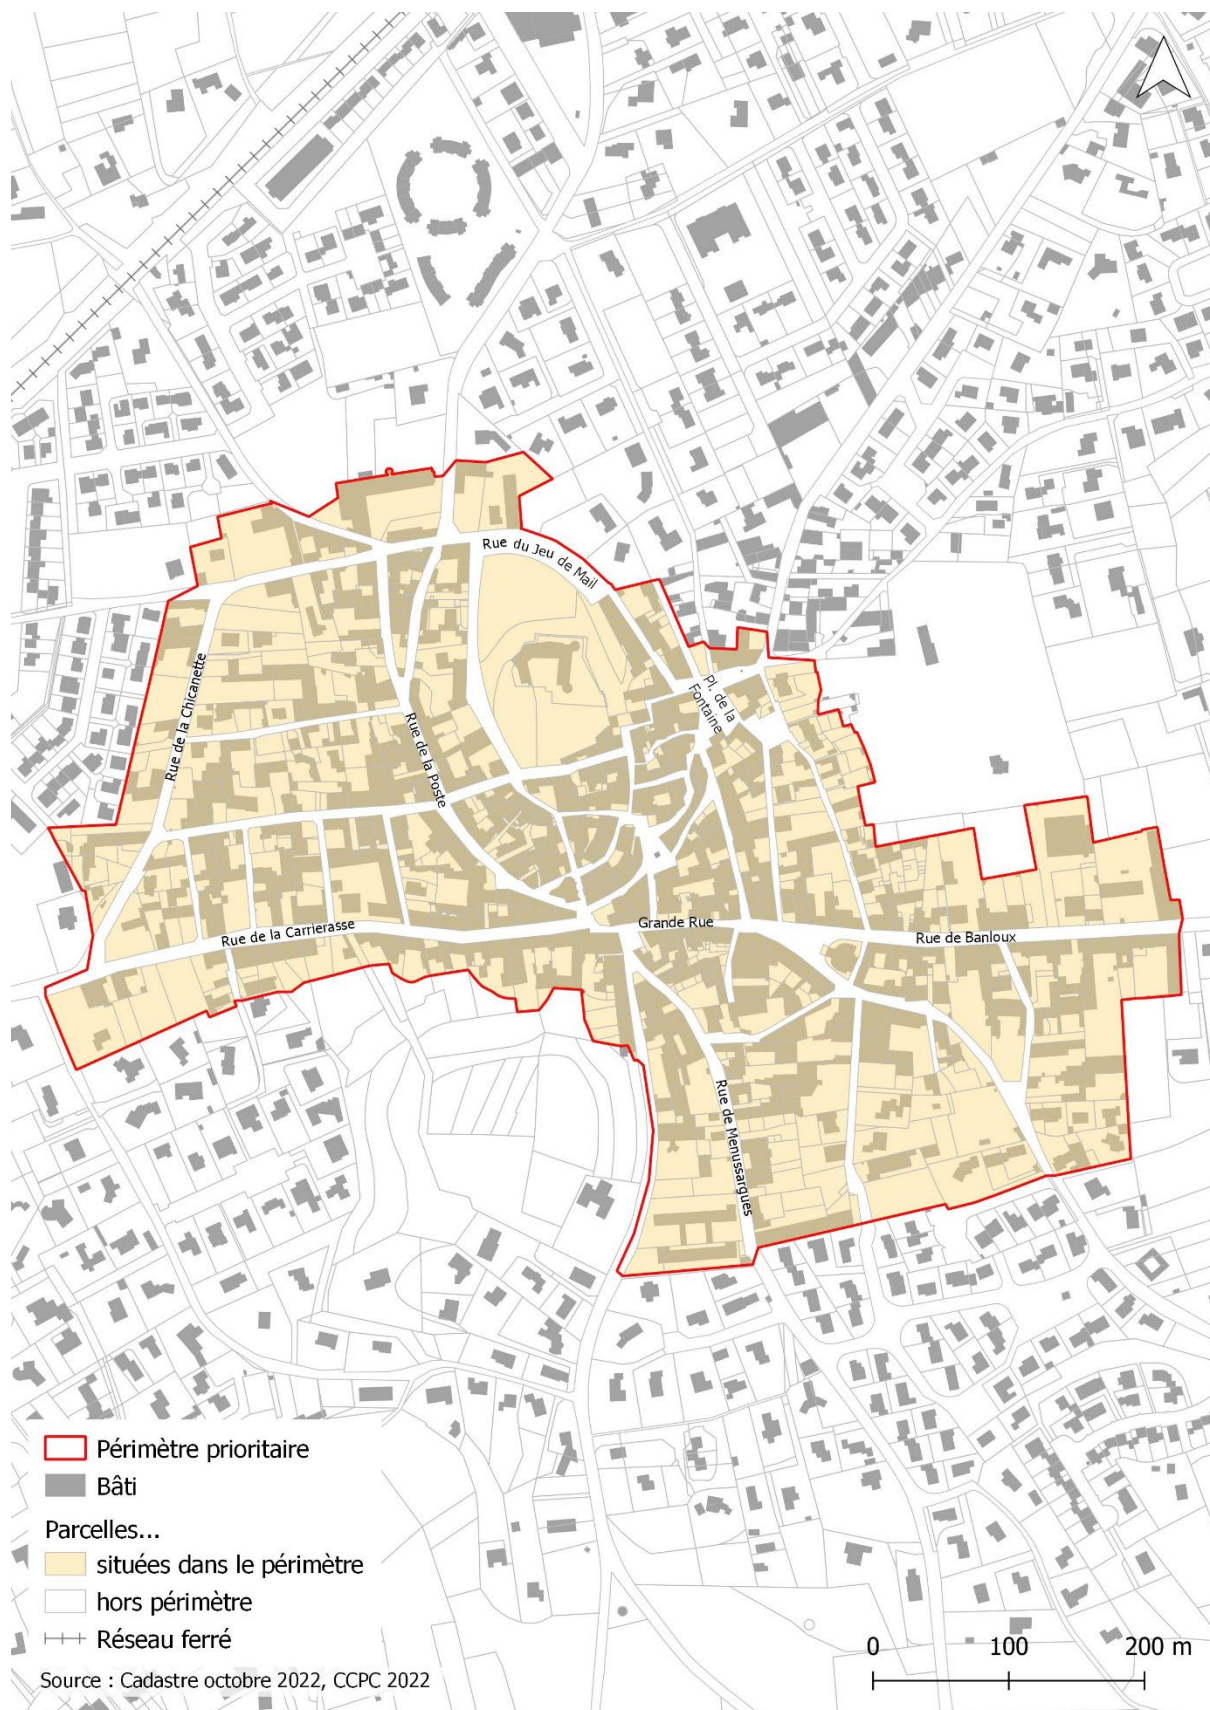 Rue du Jeu de Mail
Pl. de la
Fontaine
Rue de la Chicanette
Rue de la Poste
Rue de la Carrierasse
Grande Rue
Rue de Banloux
Rue de Menussargues
Périmètre prioritaire
Bâti
Parcelles...
situées dans le périmètre
hors périmètre
Réseau ferré
Source : Cadastre octobre 2022, CCPC 2022
0 100 200 m